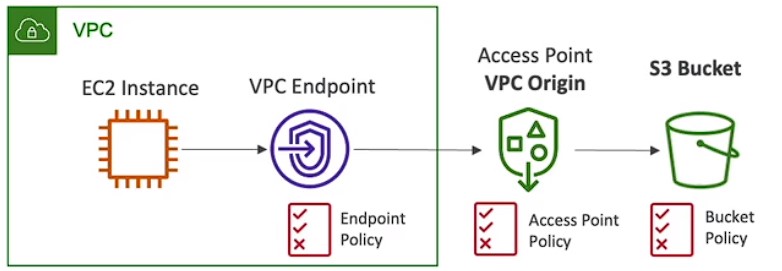 VPC
EC2 Instance
VPC Endpoint
Access Point
VPC Origin
S3 Bucket
Endpoint
Policy
Access Point
Policy
Bucket
Policy